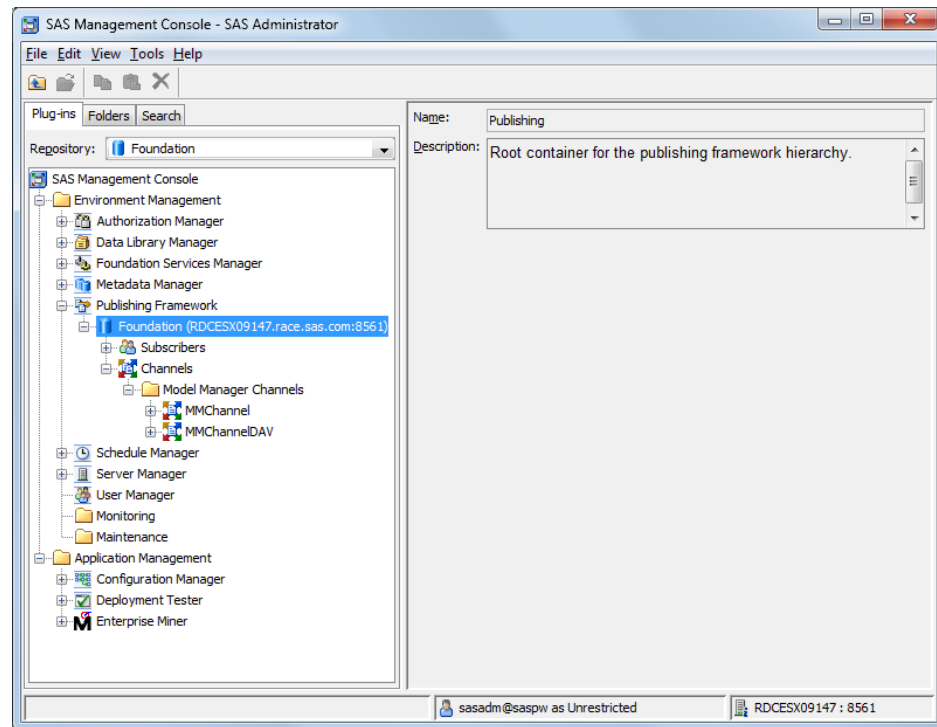 SAS Management Console - SAS Administrator
File Edit View Tools Help
Plug-ins Folders Search
Repository: Foundation
SAS Management Console
Environment Management
Authorization Manager
Data Library Manager
Foundation Services Manager
Metadata Manager
Publishing Framework
Foundation (RDCESX09147.race.sas.com:8561)
Subscribers
Channels
Model Manager Channels
MMChannel
MMChannelDAV
Schedule Manager
Server Manager
User Manager
Monitoring
Maintenance
Application Management
Configuration Manager
Deployment Tester
Enterprise Miner
Name: Publishing
Description: Root container for the publishing framework hierarchy.
sasadm@saspw as Unrestricted
RDCESX09147 : 8561